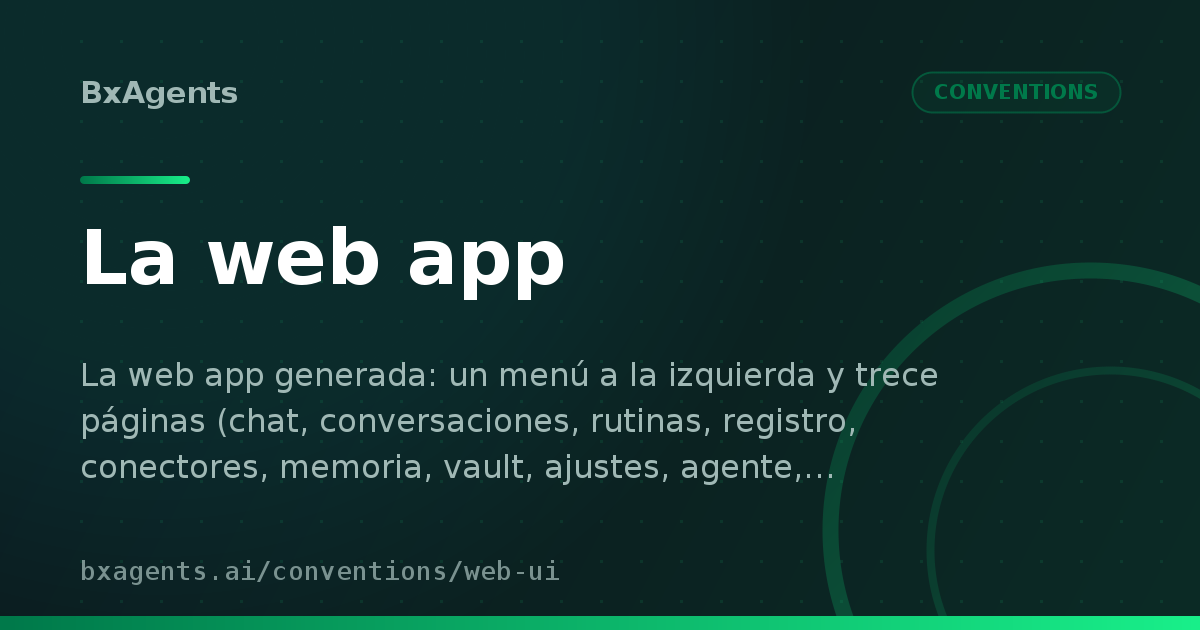 BxAgents
CONVENTIONS
La web app
La web app generada: un menú a la izquierda y trece
páginas (chat, conversaciones, rutinas, registro,
conectores, memoria, vault, ajustes, agente,...
bxagents.ai/conventions/web-ui